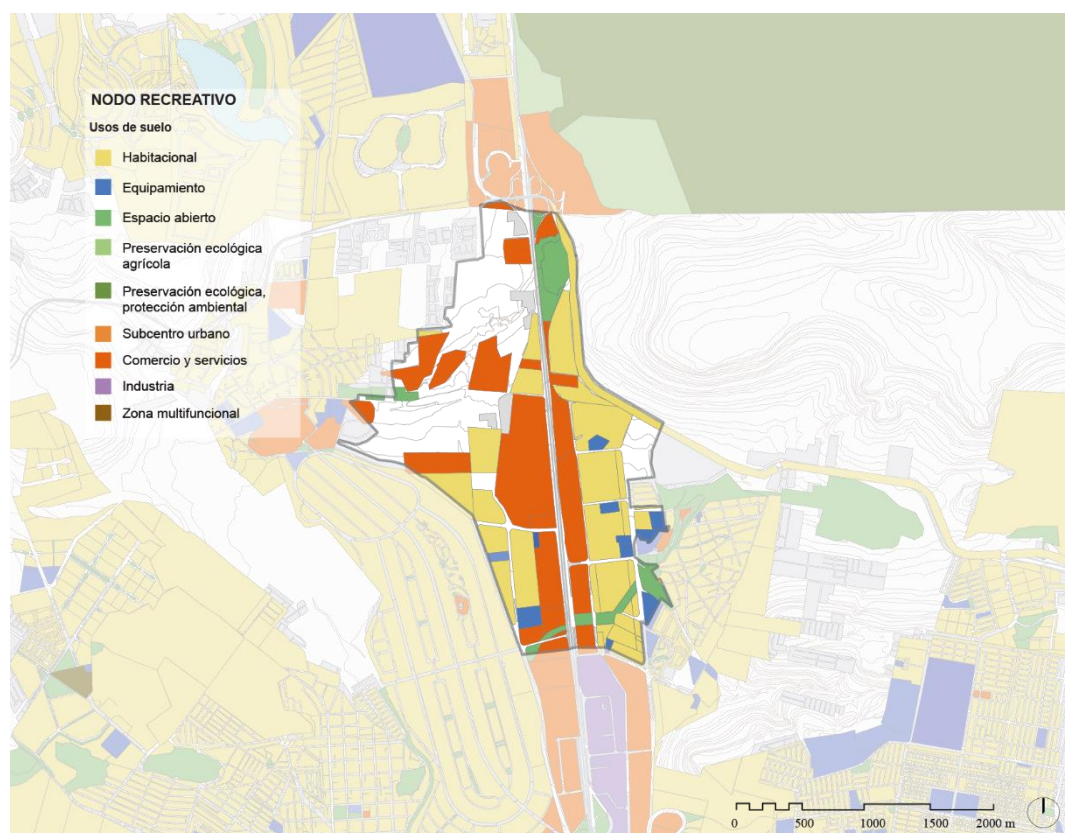 NODO RECREATIVO
Usos de suelo
Habitacional
Equipamiento
Espacio abierto
Preservación ecológica
agrícola
Preservación ecológica,
protección ambiental
Subcentro urbano
Comercio y servicios
Industria
Zona multifuncional
0 500 1000 1500 2000 m